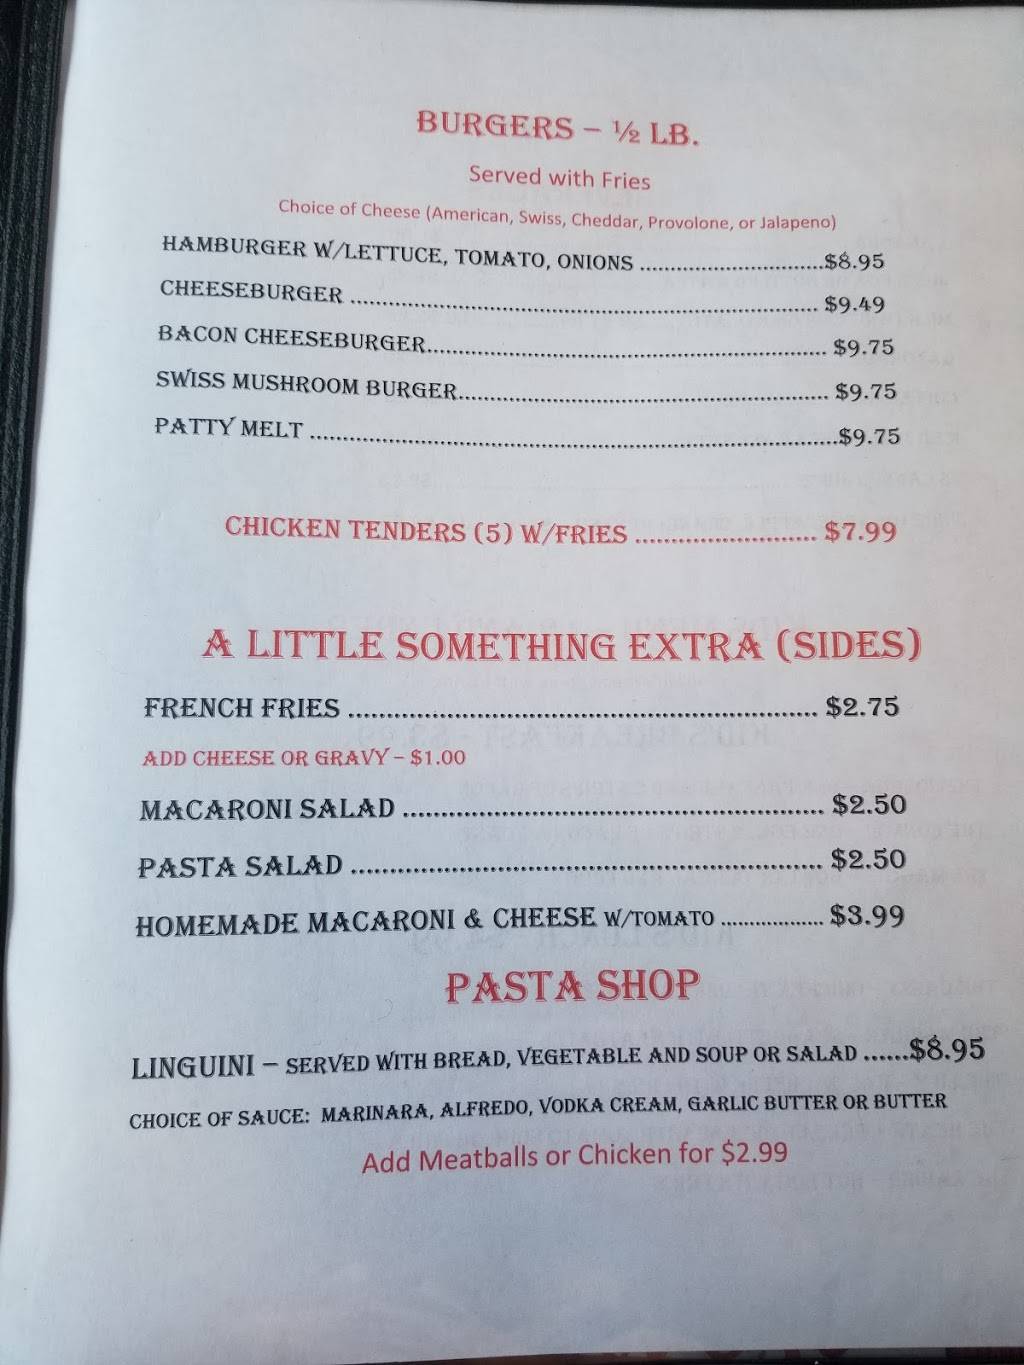 BURGERS – ½ LB.
Served with Fries
Choice of Cheese (American, Swiss, Cheddar, Provolone, or Jalapeno)
HAMBURGER W/LETTUCE, TOMATO, ONIONS ............................$8.95
CHEESEBURGER ...................................................................... $9.49
BACON CHEESEBURGER............................................................ $9.75
SWISS MUSHROOM BURGER........................................................ $9.75
PATTY MELT ...............................................................................$9.75
CHICKEN TENDERS (5) W/FRIES ......................... $7.99
A LITTLE SOMETHING EXTRA (SIDES)
FRENCH FRIES ............................................................. $2.75
ADD CHEESE OR GRAVY – $1.00
MACARONI SALAD ....................................................... $2.50
PASTA SALAD ............................................................. $2.50
HOMEMADE MACARONI & CHEESE W/TOMATO ................. $3.99
PASTA SHOP
LINGUINI – SERVED WITH BREAD, VEGETABLE AND SOUP OR SALAD ......$8.95
CHOICE OF SAUCE: MARINARA, ALFREDO, VODKA CREAM, GARLIC BUTTER OR BUTTER
Add Meatballs or Chicken for $2.99